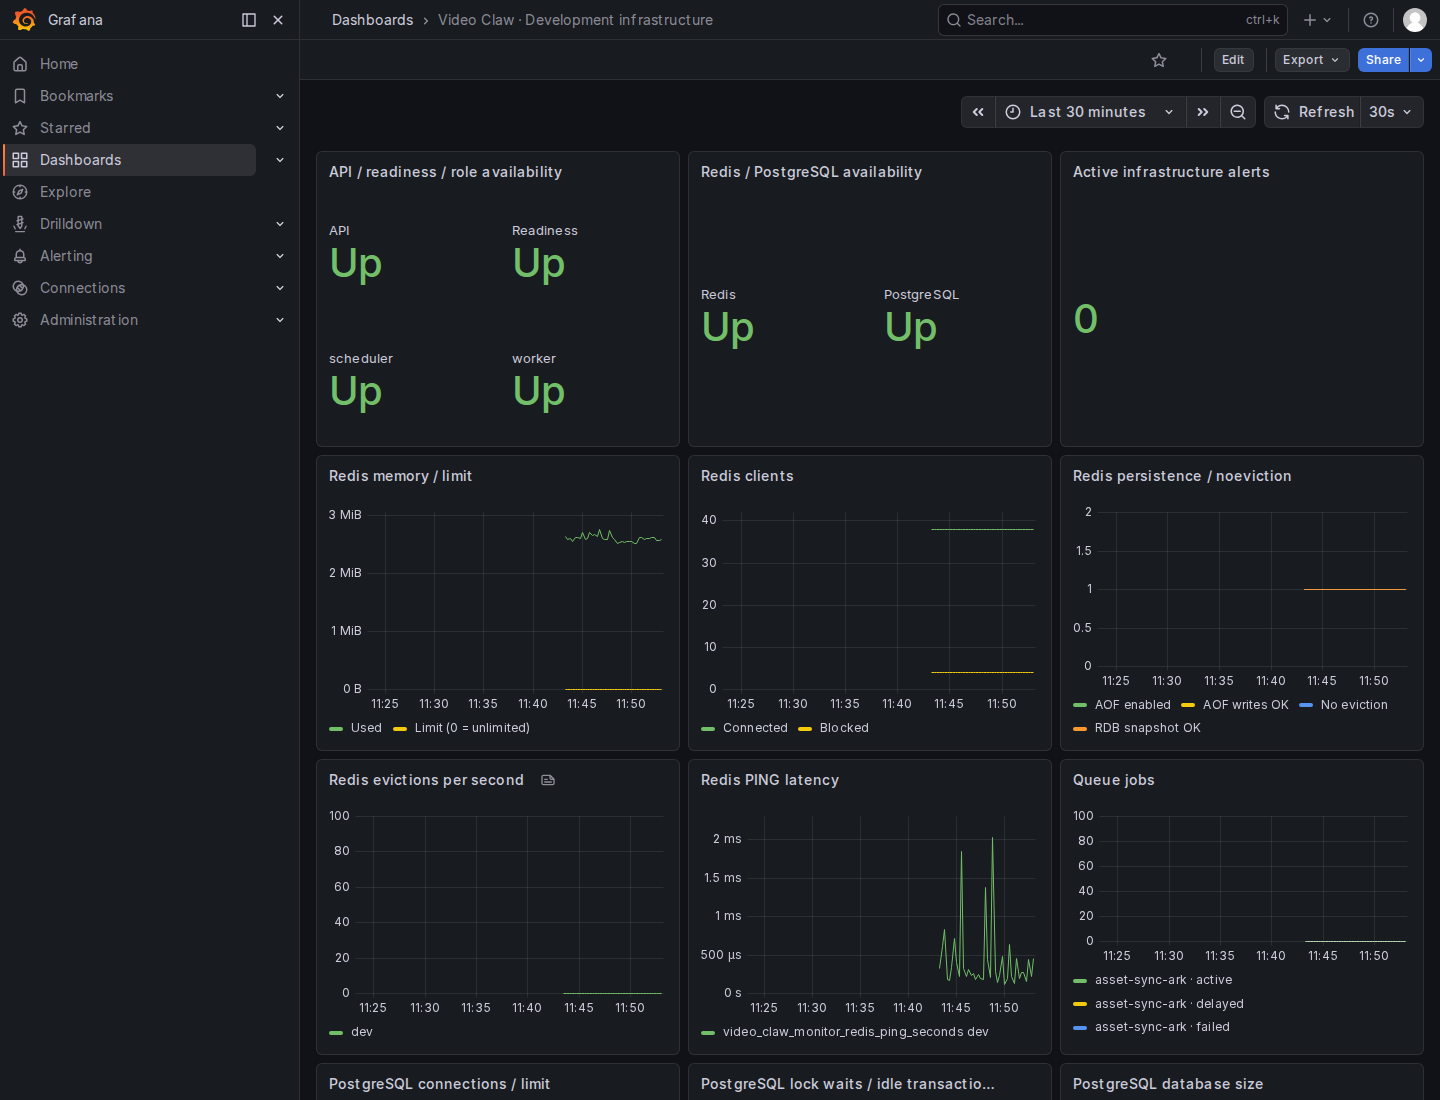 Grafana
Dashboards › Video Claw · Development infrastructure
Search...
ctrl+k
Home
Bookmarks
Starred
Dashboards
Explore
Drilldown
Alerting
Connections
Administration
Edit
Export
Share
Last 30 minutes
Refresh
30s
API / readiness / role availability
API
Up
Readiness
Up
scheduler
Up
worker
Up
Redis / PostgreSQL availability
Redis
Up
PostgreSQL
Up
Active infrastructure alerts
0
Redis memory / limit
3 MiB
2 MiB
1 MiB
0 B
11:25 11:30 11:35 11:40 11:45 11:50
Used Limit (0 = unlimited)
Redis clients
40
30
20
10
0
11:25 11:30 11:35 11:40 11:45 11:50
Connected Blocked
Redis persistence / noeviction
2
1.5
1
0.5
0
11:25 11:30 11:35 11:40 11:45 11:50
AOF enabled AOF writes OK No eviction
RDB snapshot OK
Redis evictions per second
100
80
60
40
20
0
11:25 11:30 11:35 11:40 11:45 11:50
dev
Redis PING latency
2 ms
1.5 ms
1 ms
500 µs
0 s
11:25 11:30 11:35 11:40 11:45 11:50
video_claw_monitor_redis_ping_seconds dev
Queue jobs
100
80
60
40
20
0
11:25 11:30 11:35 11:40 11:45 11:50
asset-sync-ark · active
asset-sync-ark · delayed
asset-sync-ark · failed
PostgreSQL connections / limit
PostgreSQL lock waits / idle transactio...
PostgreSQL database size